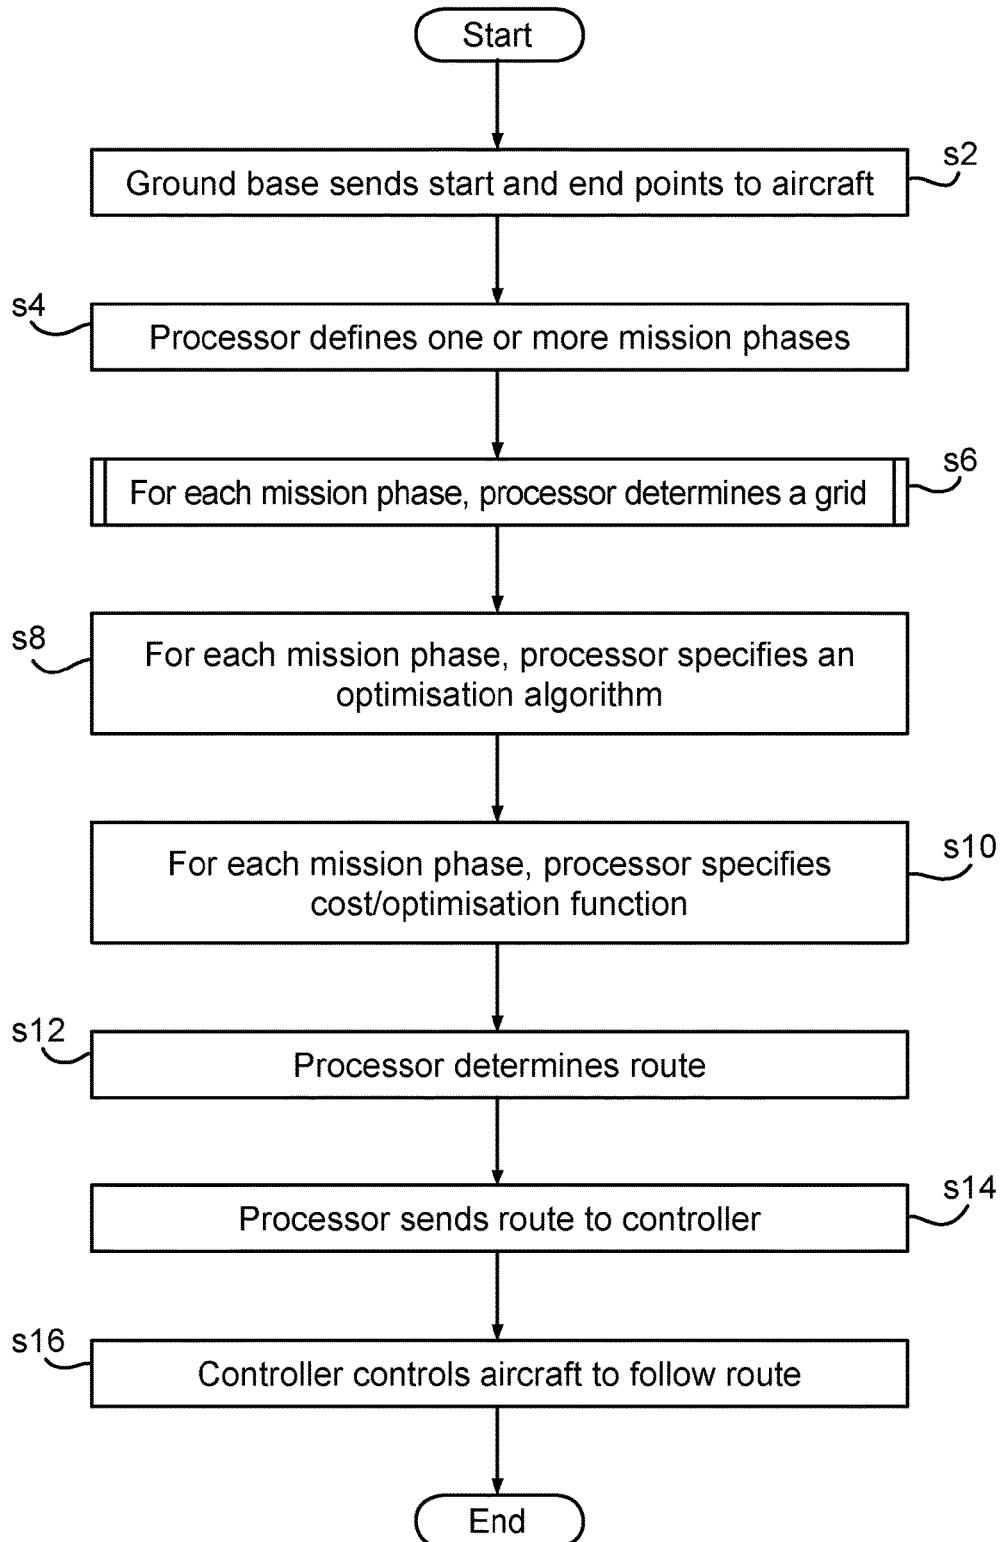 Start
Ground base sends start and end points to aircraft
s2
s4
Processor defines one or more mission phases
For each mission phase, processor determines a grid
s6
s8
For each mission phase, processor specifies an
optimisation algorithm
For each mission phase, processor specifies
cost/optimisation function
s10
s12
Processor determines route
Processor sends route to controller
s14
s16
Controller controls aircraft to follow route
End